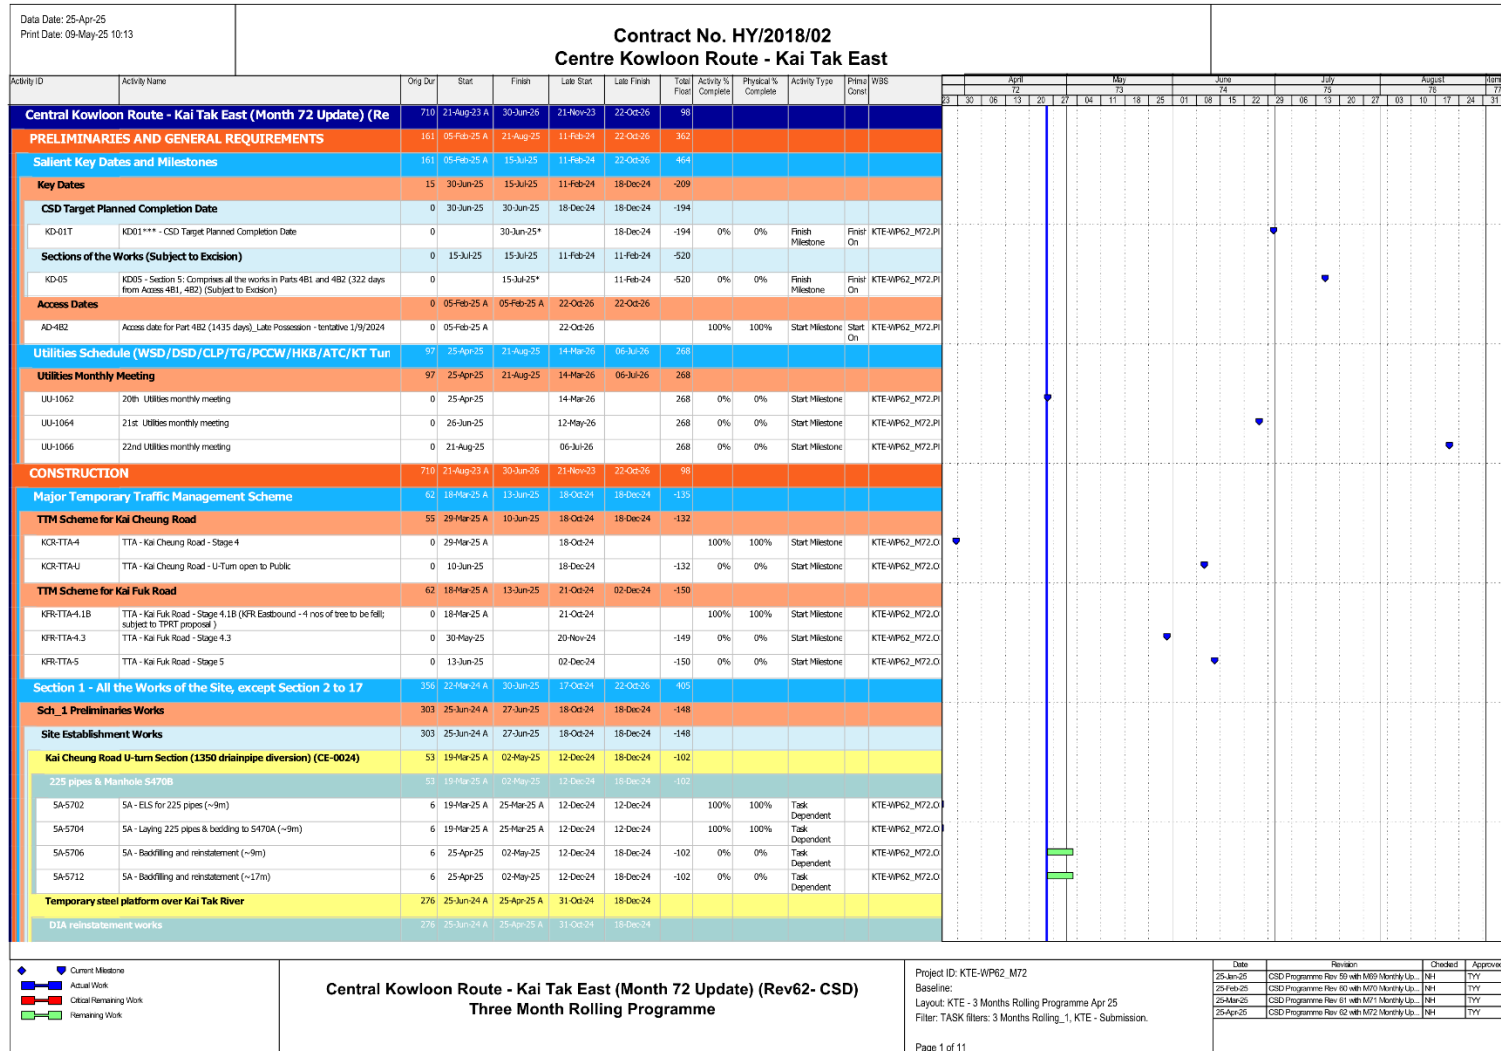 Data Date: 25-Apr-25
Print Date: 09-May-25 10:13
Contract No. HY/2018/02
Centre Kowloon Route - Kai Tak East
Activity ID Activity Name Orig Dur Start Finish Late Start Late Finish Total Float Activity % Complete Physical % Complete Activity Type Prima Const WBS
April May June July August
72 73 74 75 76 77
23 30 06 13 20 27 04 11 18 25 01 08 15 22 29 06 13 20 27 03 10 17 24 31
Central Kowloon Route - Kai Tak East (Month 72 Update) (Re 710 21-Aug-23 A 30-Jun-26 21-Nov-23 22-Oct-26 98
PRELIMINARIES AND GENERAL REQUIREMENTS 161 05-Feb-25 A 21-Aug-25 11-Feb-24 22-Oct-26 362
Salient Key Dates and Milestones 161 05-Feb-25 A 15-Jul-25 11-Feb-24 22-Oct-26 464
Key Dates 15 30-Jun-25 15-Jul-25 11-Feb-24 18-Dec-24 -209
CSD Target Planned Completion Date 0 30-Jun-25 30-Jun-25 18-Dec-24 18-Dec-24 -194
KD-01T KD01*** - CSD Target Planned Completion Date 0 30-Jun-25* 18-Dec-24 -194 0% 0% Finish Milestone Finish On KTE-WP62_M72.PI
Sections of the Works (Subject to Excision) 0 15-Jul-25 15-Jul-25 11-Feb-24 11-Feb-24 -520
KD-05 KD05 - Section 5: Comprises all the works in Parts 4B1 and 4B2 (322 days from Access 4B1, 4B2) (Subject to Excision) 0 15-Jul-25* 11-Feb-24 -520 0% 0% Finish Milestone Finish On KTE-WP62_M72.PI
Access Dates 0 05-Feb-25 A 05-Feb-25 A 22-Oct-26 22-Oct-26
AD-4B2 Access date for Part 4B2 (1435 days)_Late Possession - tentative 1/9/2024 0 05-Feb-25 A 22-Oct-26 100% 100% Start Milestone Start On KTE-WP62_M72.PI
Utilities Schedule (WSD/DSD/CLP/TG/PCCW/HKB/ATC/KT Tun 97 25-Apr-25 21-Aug-25 14-Mar-26 06-Jul-26 268
Utilities Monthly Meeting 97 25-Apr-25 21-Aug-25 14-Mar-26 06-Jul-26 268
UU-1062 20th Utilities monthly meeting 0 25-Apr-25 14-Mar-26 268 0% 0% Start Milestone KTE-WP62_M72.PI
UU-1064 21st Utilities monthly meeting 0 26-Jun-25 12-May-26 268 0% 0% Start Milestone KTE-WP62_M72.PI
UU-1066 22nd Utilities monthly meeting 0 21-Aug-25 06-Jul-26 268 0% 0% Start Milestone KTE-WP62_M72.PI
CONSTRUCTION 710 21-Aug-23 A 30-Jun-26 21-Nov-23 22-Oct-26 98
Major Temporary Traffic Management Scheme 62 18-Mar-25 A 13-Jun-25 18-Oct-24 18-Dec-24 -135
TTM Scheme for Kai Cheung Road 55 29-Mar-25 A 10-Jun-25 18-Oct-24 18-Dec-24 -132
KCR-TTA-4 TTA - Kai Cheung Road - Stage 4 0 29-Mar-25 A 18-Oct-24 100% 100% Start Milestone KTE-WP62_M72.O
KCR-TTA-U TTA - Kai Cheung Road - U-Turn open to Public 0 10-Jun-25 18-Dec-24 -132 0% 0% Start Milestone KTE-WP62_M72.O
TTM Scheme for Kai Fuk Road 62 18-Mar-25 A 13-Jun-25 21-Oct-24 02-Dec-24 -150
KFR-TTA-4.1B TTA - Kai Fuk Road - Stage 4.1B (KFR Eastbound - 4 nos of tree to be fell; subject to TPRT proposal ) 0 18-Mar-25 A 21-Oct-24 100% 100% Start Milestone KTE-WP62_M72.O
KFR-TTA-4.3 TTA - Kai Fuk Road - Stage 4.3 0 30-May-25 20-Nov-24 -149 0% 0% Start Milestone KTE-WP62_M72.O
KFR-TTA-5 TTA - Kai Fuk Road - Stage 5 0 13-Jun-25 02-Dec-24 -150 0% 0% Start Milestone KTE-WP62_M72.O
Section 1 - All the Works of the Site, except Section 2 to 17 356 22-Mar-24 A 30-Jun-25 17-Oct-24 22-Oct-26 405
Sch_1 Preliminaries Works 303 25-Jun-24 A 27-Jun-25 18-Oct-24 18-Dec-24 -148
Site Establishment Works 303 25-Jun-24 A 27-Jun-25 18-Oct-24 18-Dec-24 -148
Kai Cheung Road U-turn Section (1350 driainpipe diversion) (CE-0024) 53 19-Mar-25 A 02-May-25 12-Dec-24 18-Dec-24 -102
225 pipes & Manhole S470B 53 19-Mar-25 A 02-May-25 12-Dec-24 18-Dec-24 -102
5A-5702 5A - ELS for 225 pipes (~9m) 6 19-Mar-25 A 25-Mar-25 A 12-Dec-24 12-Dec-24 100% 100% Task Dependent KTE-WP62_M72.O
5A-5704 5A - Laying 225 pipes & bedding to S470A (~9m) 6 19-Mar-25 A 25-Mar-25 A 12-Dec-24 12-Dec-24 100% 100% Task Dependent KTE-WP62_M72.O
5A-5706 5A - Backfilling and reinstatement (~9m) 6 25-Apr-25 02-May-25 12-Dec-24 18-Dec-24 -102 0% 0% Task Dependent KTE-WP62_M72.O
5A-5712 5A - Backfilling and reinstatement (~17m) 6 25-Apr-25 02-May-25 12-Dec-24 18-Dec-24 -102 0% 0% Task Dependent KTE-WP62_M72.O
Temporary steel platform over Kai Tak River 276 25-Jun-24 A 25-Apr-25 A 31-Oct-24 18-Dec-24
DIA reinstatement works 276 25-Jun-24 A 25-Apr-25 A 31-Oct-24 18-Dec-24
Current Milestone
Actual Work
Critical Remaining Work
Remaining Work
Central Kowloon Route - Kai Tak East (Month 72 Update) (Rev62- CSD)
Three Month Rolling Programme
Project ID: KTE-WP62_M72
Baseline:
Layout: KTE - 3 Months Rolling Programme Apr 25
Filter: TASK filters: 3 Months Rolling_1, KTE - Submission.
Page 1 of 11
Date Revision Checked Approved
25-Jan-25 CSD Programme Rev 59 with M69 Monthly Up... NH TYY
25-Feb-25 CSD Programme Rev 60 with M70 Monthly Up... NH TYY
25-Mar-25 CSD Programme Rev 61 with M71 Monthly Up... NH TYY
25-Apr-25 CSD Programme Rev 62 with M72 Monthly Up... NH TYY